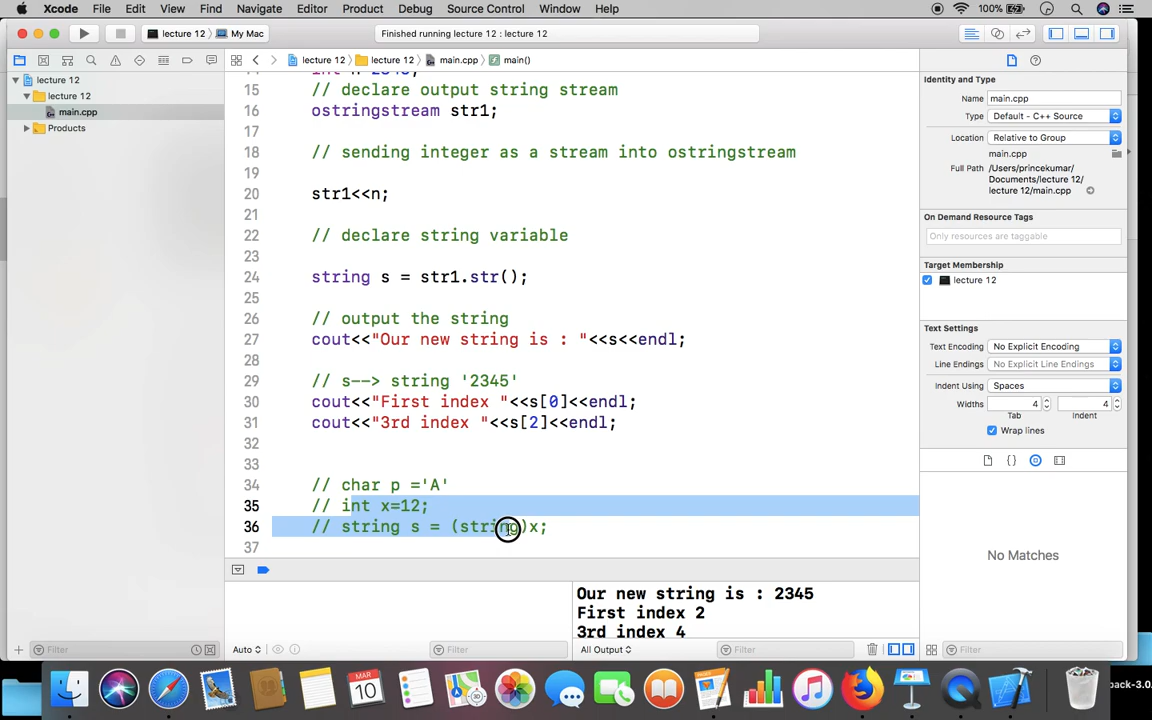 Xcode File Edit View Find Navigate Editor Product Debug Source Control Window Help 100%
lecture 12 My Mac Finished running lecture 12 : lecture 12
lecture 12 lecture 12 main.cpp main()
lecture 12
lecture 12
main.cpp
Products
15 // declare output string stream
16 ostringstream str1;
17
18 // sending integer as a stream into ostringstream
19
20 str1<<n;
21
22 // declare string variable
23
24 string s = str1.str();
25
26 // output the string
27 cout<<"Our new string is : "<<s<<endl;
28
29 // s--> string '2345'
30 cout<<"First index "<<s[0]<<endl;
31 cout<<"3rd index "<<s[2]<<endl;
32
33
34 // char p ='A'
35 // int x=12;
36 // string s = (string)x;
37
Identity and Type
Name main.cpp
Type Default - C++ Source
Location Relative to Group
main.cpp
Full Path /Users/princekumar/
Documents/lecture 12/
lecture 12/main.cpp
On Demand Resource Tags
Only resources are taggable
Target Membership
lecture 12
Text Settings
Text Encoding No Explicit Encoding
Line Endings No Explicit Line Endings
Indent Using Spaces
Widths 4 4
Tab Indent
Wrap lines
No Matches
Our new string is : 2345
First index 2
3rd index 4
Filter Auto Filter All Output Filter Filter
MAR
10
pack-3.0